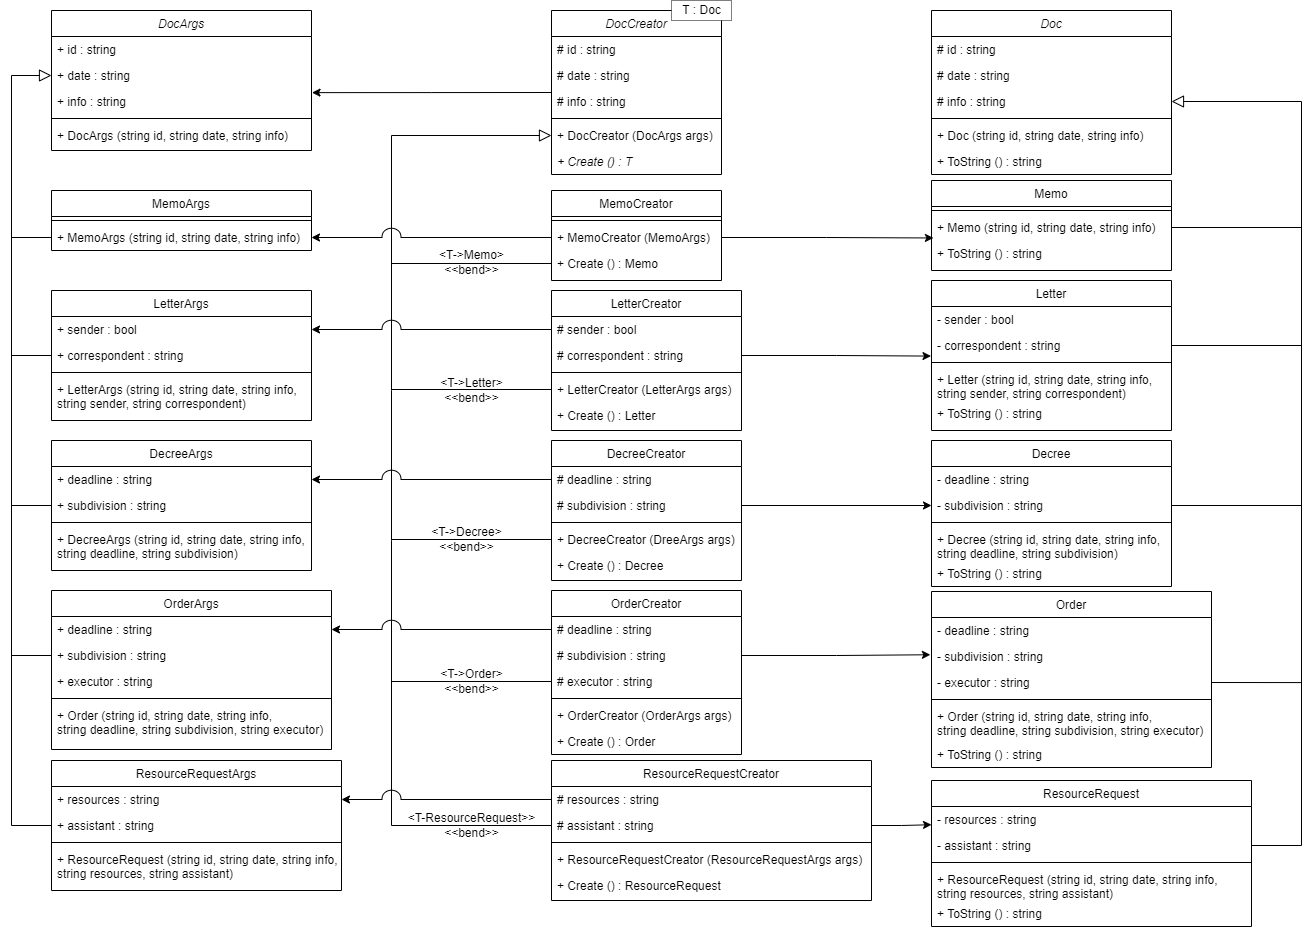 DocArgs
+ id : string
+ date : string
+ info : string
+ DocArgs (string id, string date, string info)
T : Doc
DocCreator
# id : string
# date : string
# info : string
+ DocCreator (DocArgs args)
+ Create () : T
Doc
# id : string
# date : string
# info : string
+ Doc (string id, string date, string info)
+ ToString () : string
MemoArgs
+ MemoArgs (string id, string date, string info)
<T->Memo>
<<bend>>
MemoCreator
+ MemoCreator (MemoArgs)
+ Create () : Memo
Memo
+ Memo (string id, string date, string info)
+ ToString () : string
LetterArgs
+ sender : bool
+ correspondent : string
+ LetterArgs (string id, string date, string info,
string sender, string correspondent)
<T->Letter>
<<bend>>
LetterCreator
# sender : bool
# correspondent : string
+ LetterCreator (LetterArgs args)
+ Create () : Letter
Letter
- sender : bool
- correspondent : string
+ Letter (string id, string date, string info,
string sender, string correspondent)
+ ToString () : string
DecreeArgs
+ deadline : string
+ subdivision : string
+ DecreeArgs (string id, string date, string info,
string deadline, string subdivision)
<T->Decree>
<<bend>>
DecreeCreator
# deadline : string
# subdivision : string
+ DecreeCreator (DreeArgs args)
+ Create () : Decree
Decree
- deadline : string
- subdivision : string
+ Decree (string id, string date, string info,
string deadline, string subdivision)
+ ToString () : string
OrderArgs
+ deadline : string
+ subdivision : string
+ executor : string
+ Order (string id, string date, string info,
string deadline, string subdivision, string executor)
<T->Order>
<<bend>>
OrderCreator
# deadline : string
# subdivision : string
# executor : string
+ OrderCreator (OrderArgs args)
+ Create () : Order
Order
- deadline : string
- subdivision : string
- executor : string
+ Order (string id, string date, string info,
string deadline, string subdivision, string executor)
+ ToString () : string
ResourceRequestArgs
+ resources : string
+ assistant : string
+ ResourceRequest (string id, string date, string info,
string resources, string assistant)
<T-ResourceRequest>>
<<bend>>
ResourceRequestCreator
# resources : string
# assistant : string
+ ResourceRequestCreator (ResourceRequestArgs args)
+ Create () : ResourceRequest
ResourceRequest
- resources : string
- assistant : string
+ ResourceRequest (string id, string date, string info,
string resources, string assistant)
+ ToString () : string